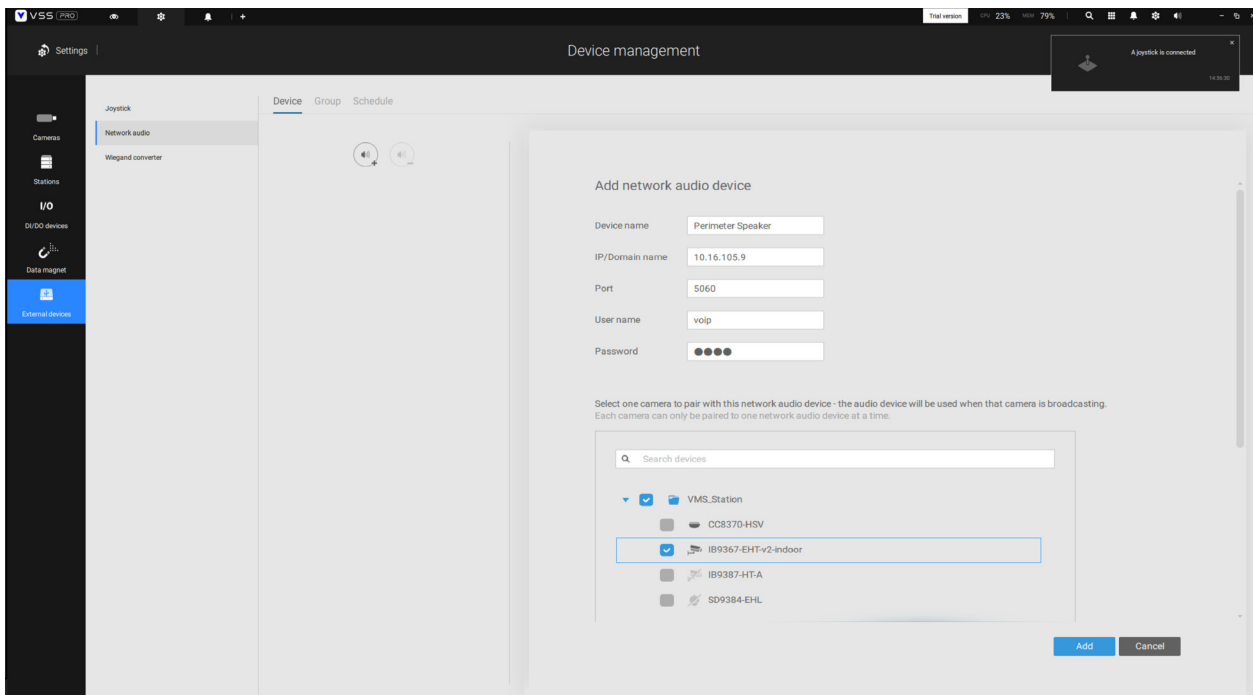 VSS PRO
Trial version CPU 23% MEM 79%
Settings
Device management
A joystick is connected
14:36:30
Cameras
Stations
I/O
DI/DO devices
Data magnet
External devices
Joystick
Network audio
Wiegand converter
Device Group Schedule
Add network audio device
Device name Perimeter Speaker
IP/Domain name 10.16.105.9
Port 5060
User name voip
Password
Select one camera to pair with this network audio device - the audio device will be used when that camera is broadcasting.
Each camera can only be paired to one network audio device at a time.
Search devices
VMS_Station
CC8370-HSV
IB9367-EHT-v2-indoor
IB9387-HT-A
SD9384-EHL
Add Cancel